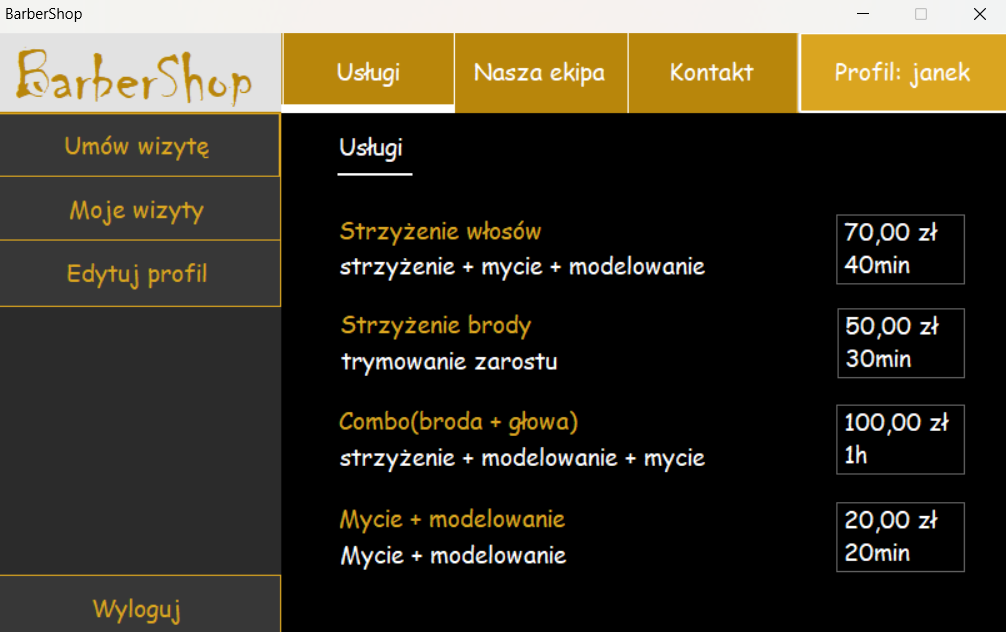 BarberShop
BarberShop
Usługi
Nasza ekipa
Kontakt
Profil: janek
Umów wizytę
Moje wizyty
Edytuj profil
Wyloguj
Usługi
Strzyżenie włosów
strzyżenie + mycie + modelowanie
70,00 zł
40min
Strzyżenie brody
trymowanie zarostu
50,00 zł
30min
Combo(broda + głowa)
strzyżenie + modelowanie + mycie
100,00 zł
1h
Mycie + modelowanie
Mycie + modelowanie
20,00 zł
20min